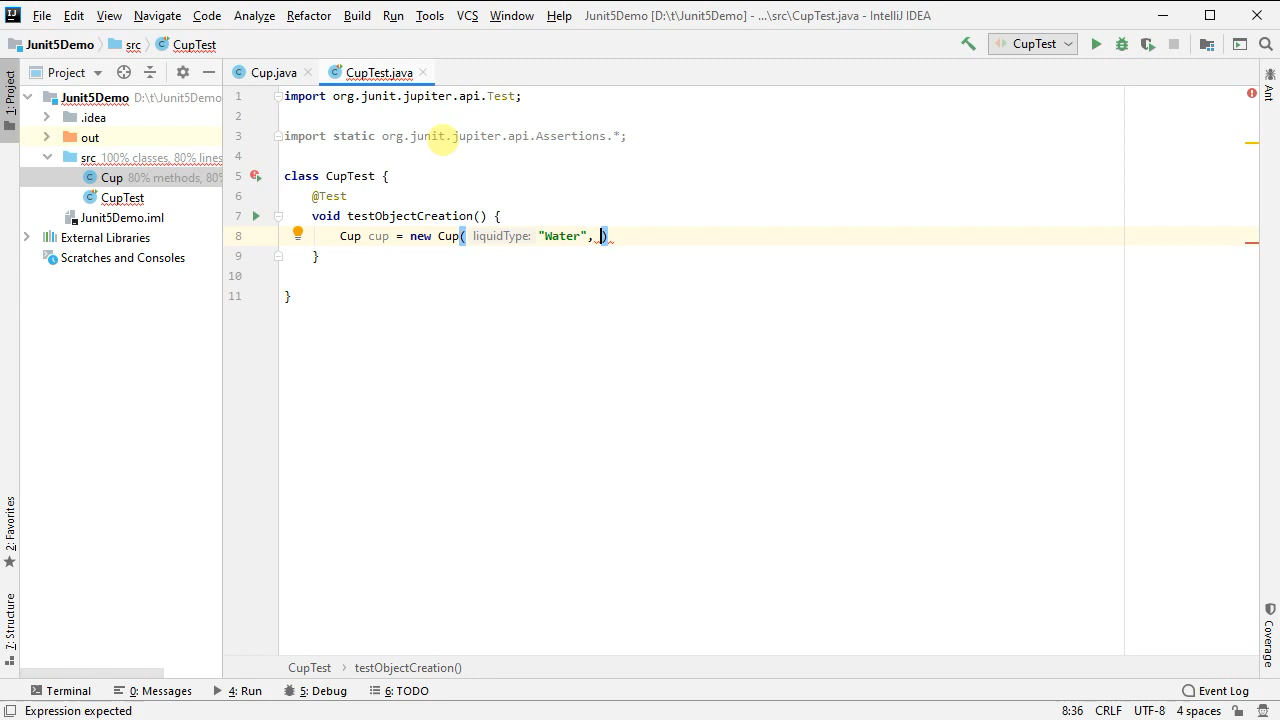 File Edit View Navigate Code Analyze Refactor Build Run Tools VCS Window Help Junit5Demo [D:\t\Junit5Demo] - ...\src\CupTest.java - IntelliJ IDEA
Junit5Demo src CupTest CupTest
Project Cup.java CupTest.java
1: Project
Junit5Demo D:\t\Junit5Demo
.idea
out
src 100% classes, 80% lines
Cup 80% methods, 80%
CupTest
Junit5Demo.iml
External Libraries
Scratches and Consoles
2: Favorites
7: Structure
1 import org.junit.jupiter.api.Test;
2
3 import static org.junit.jupiter.api.Assertions.*;
4
5 class CupTest {
6 @Test
7 void testObjectCreation() {
8 Cup cup = new Cup( liquidType: "Water", )
9 }
10
11 }
Ant
Coverage
CupTest testObjectCreation()
Terminal 0: Messages 4: Run 5: Debug 6: TODO Event Log
Expression expected 8:36 CRLF UTF-8 4 spaces